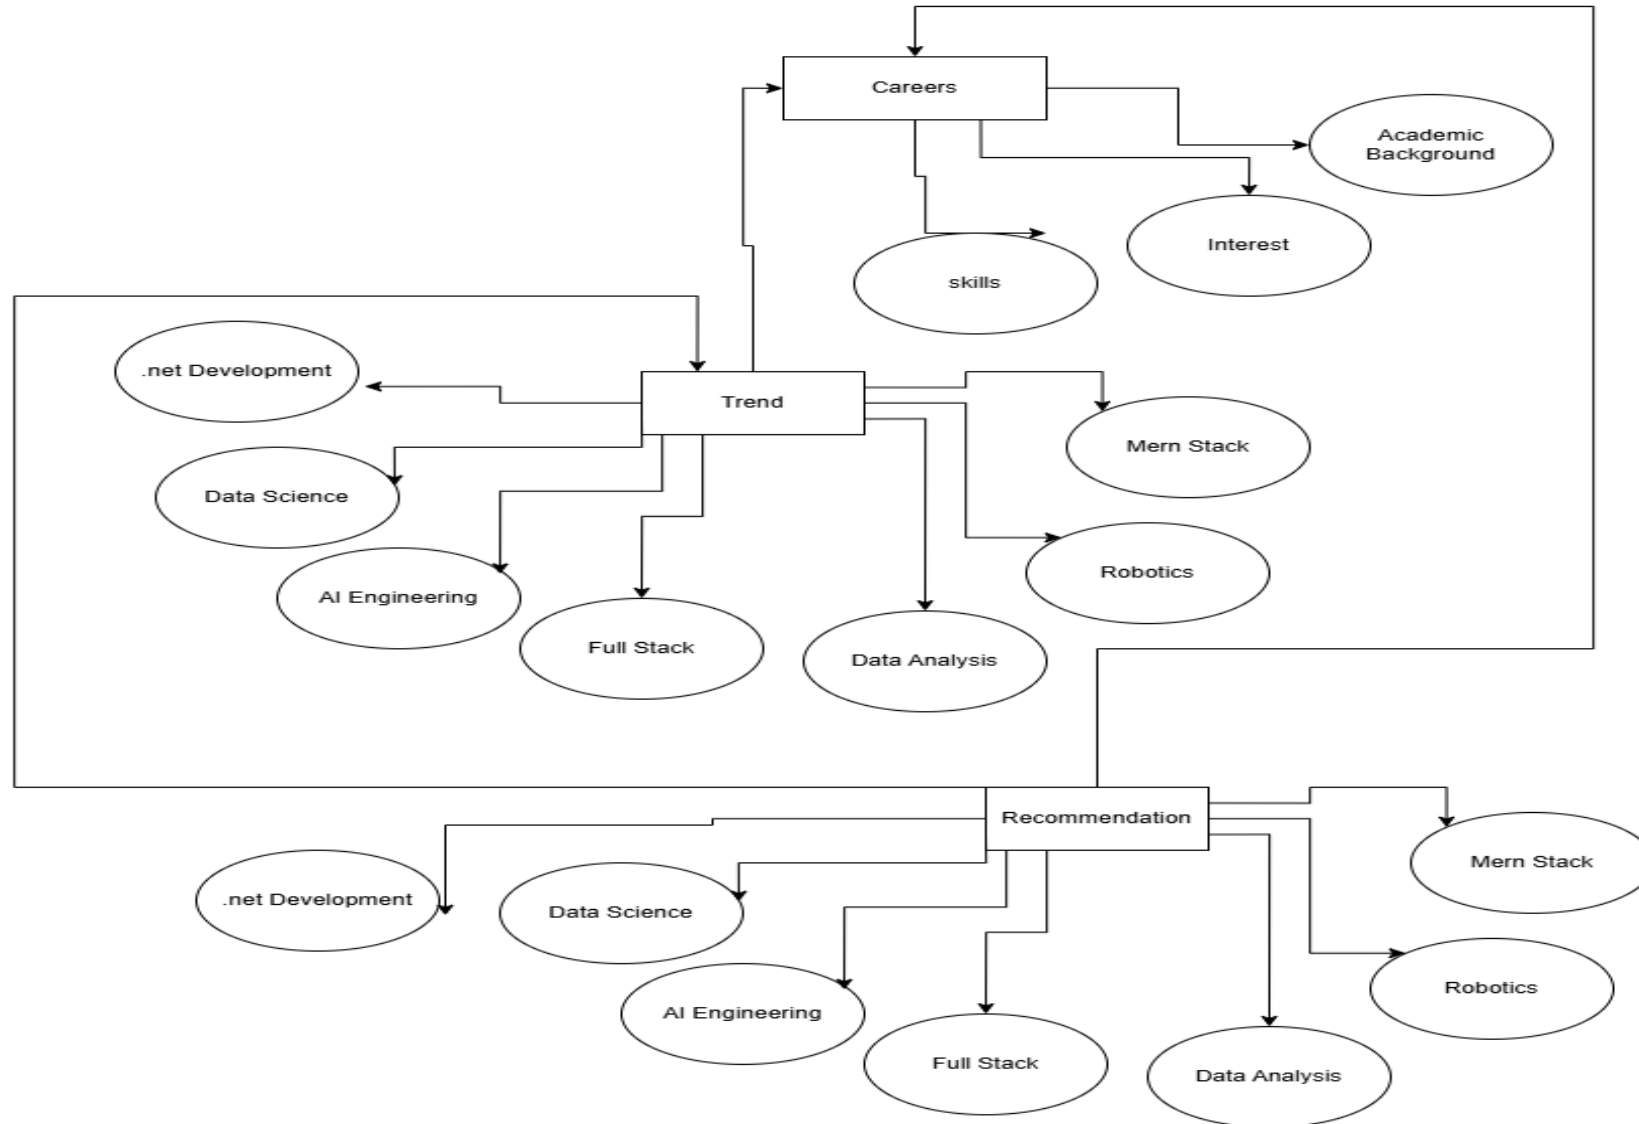 Careers
Academic
Background
Interest
skills
.net Development
Trend
Mern Stack
Data Science
Robotics
AI Engineering
Full Stack
Data Analysis
Recommendation
Mern Stack
.net Development
Data Science
Robotics
AI Engineering
Full Stack
Data Analysis